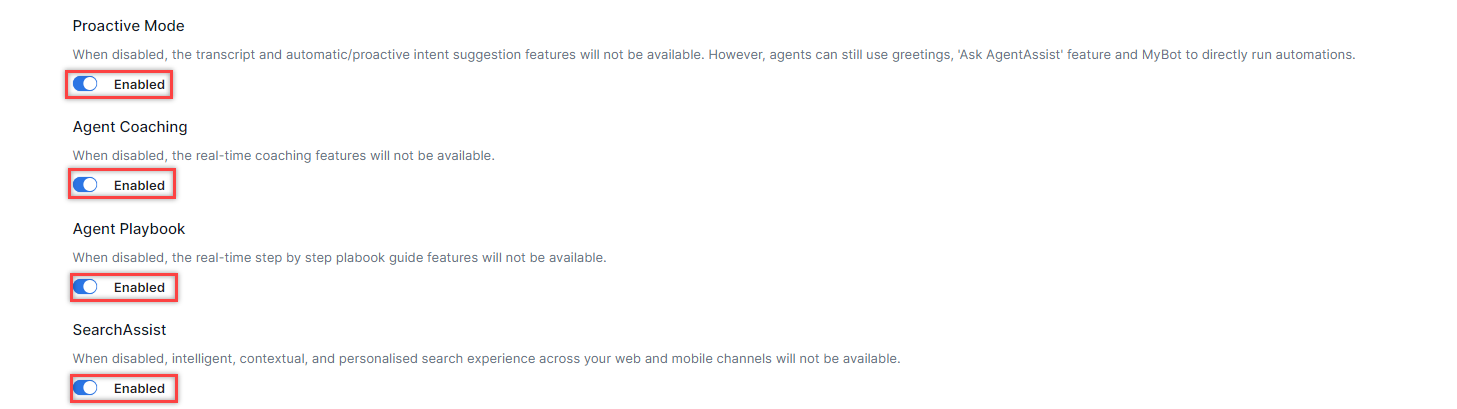 Proactive Mode
When disabled, the transcript and automatic/proactive intent suggestion features will not be available. However, agents can still use greetings, 'Ask AgentAssist' feature and MyBot to directly run automations.
Enabled
Agent Coaching
When disabled, the real-time coaching features will not be available.
Enabled
Agent Playbook
When disabled, the real-time step by step plabook guide features will not be available.
Enabled
SearchAssist
When disabled, intelligent, contextual, and personalised search experience across your web and mobile channels will not be available.
Enabled